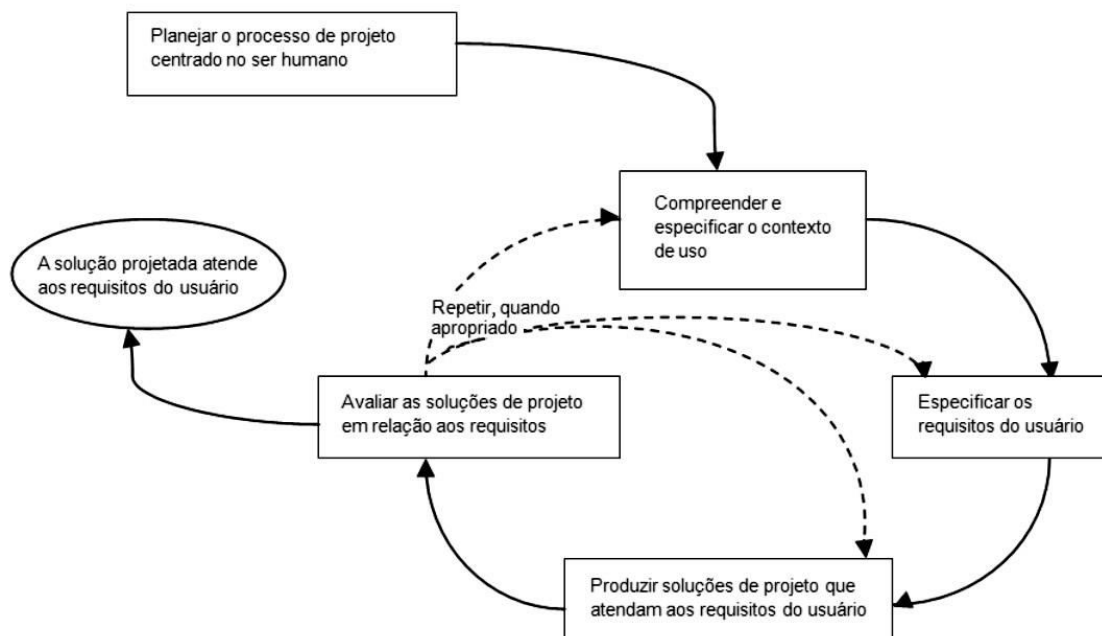 Planejar o processo de projeto
centrado no ser humano
Compreender e
especificar o contexto
de uso
A solução projetada atende
aos requisitos do usuário
Repetir, quando
apropriado
Avaliar as soluções de projeto
em relação aos requisitos
Especificar os
requisitos do usuário
Produzir soluções de projeto que
atendam aos requisitos do usuário